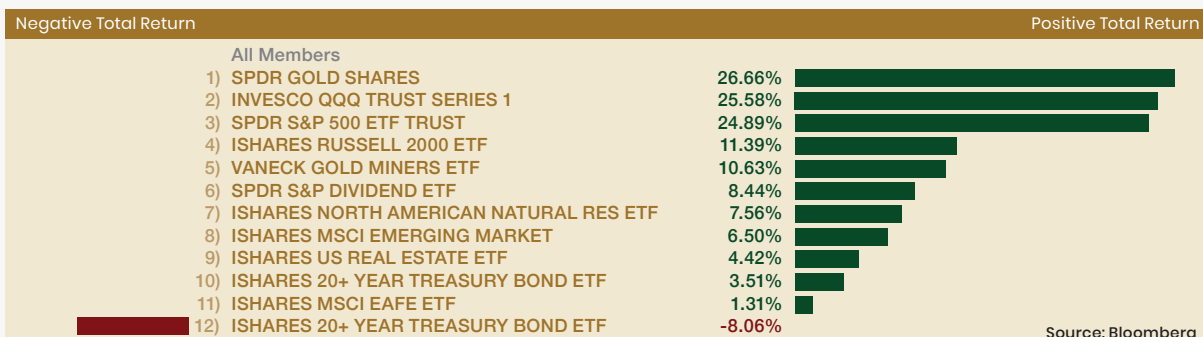 Negative Total Return Positive Total Return
All Members
1) SPDR GOLD SHARES 26.66%
2) INVESCO QQQ TRUST SERIES 1 25.58%
3) SPDR S&P 500 ETF TRUST 24.89%
4) ISHARES RUSSELL 2000 ETF 11.39%
5) VANECK GOLD MINERS ETF 10.63%
6) SPDR S&P DIVIDEND ETF 8.44%
7) ISHARES NORTH AMERICAN NATURAL RES ETF 7.56%
8) ISHARES MSCI EMERGING MARKET 6.50%
9) ISHARES US REAL ESTATE ETF 4.42%
10) ISHARES 20+ YEAR TREASURY BOND ETF 3.51%
11) ISHARES MSCI EAFE ETF 1.31%
12) ISHARES 20+ YEAR TREASURY BOND ETF -8.06%
Source: Bloomberg